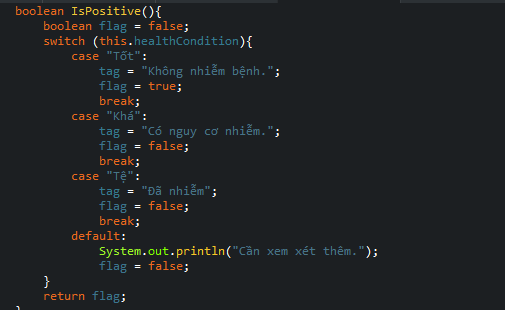 boolean IsPositive(){
boolean flag = false;
switch (this.healthCondition){
case "Tốt":
tag = "Không nhiễm bệnh.";
flag = true;
break;
case "Khá":
tag = "Có nguy cơ nhiễm.";
flag = false;
break;
case "Tệ":
tag = "Đã nhiễm";
flag = false;
break;
default:
System.out.println("Cần xem xét thêm.");
flag = false;
}
return flag;
}